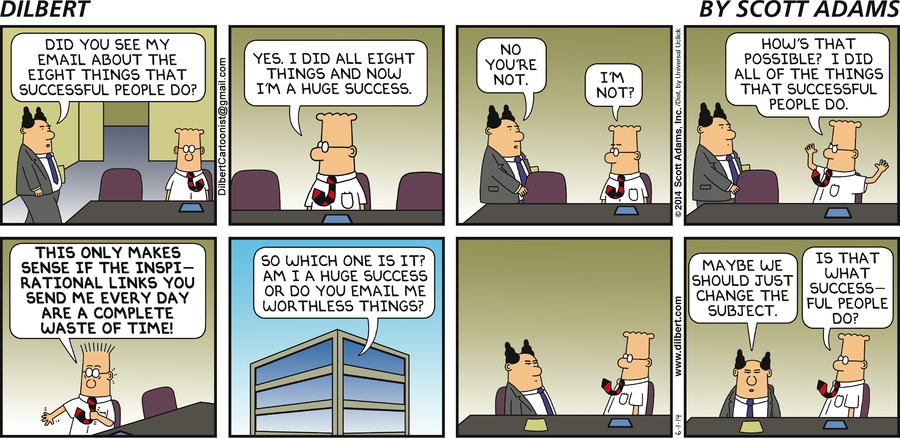 DILBERT
BY SCOTT ADAMS
DID YOU SEE MY
EMAIL ABOUT THE
EIGHT THINGS THAT
SUCCESSFUL PEOPLE DO?
DilbertCartoonist@gmail.com
YES. I DID ALL EIGHT
THINGS AND NOW
I'M A HUGE SUCCESS.
NO
YOU'RE
NOT.
I'M
NOT?
©2014 Scott Adams, Inc. /Dist. by Universal Uclick
HOW'S THAT
POSSIBLE? I DID
ALL OF THE THINGS
THAT SUCCESSFUL
PEOPLE DO.
THIS ONLY MAKES
SENSE IF THE INSPI-
RATIONAL LINKS YOU
SEND ME EVERY DAY
ARE A COMPLETE
WASTE OF TIME!
SO WHICH ONE IS IT?
AM I A HUGE SUCCESS
OR DO YOU EMAIL ME
WORTHLESS THINGS?
6-1-14
www.dilbert.com
MAYBE WE
SHOULD JUST
CHANGE THE
SUBJECT.
IS THAT
WHAT
SUCCESS-
FUL PEOPLE
DO?